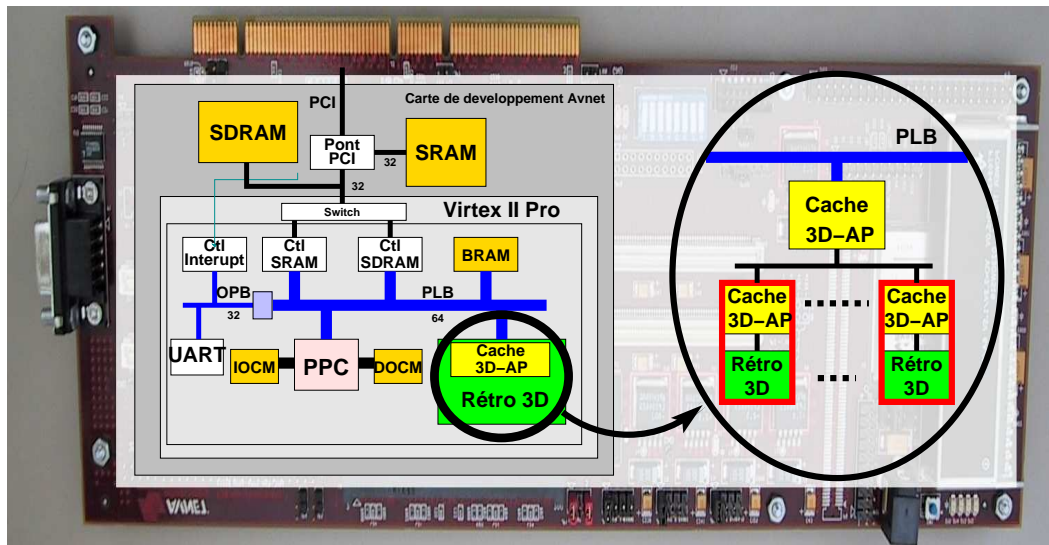 Carte de developpement Avnet
PCI
SDRAM
Pont
PCI
32
SRAM
32
Switch
Virtex II Pro
Ctl
Interupt
Ctl
SRAM
Ctl
SDRAM
BRAM
OPB
32
PLB
64
UART
IOCM
PPC
DOCM
Cache
3D–AP
Rétro 3D
PLB
Cache
3D–AP
Cache
3D–AP
Rétro
3D
Cache
3D–AP
Rétro
3D
AVNET